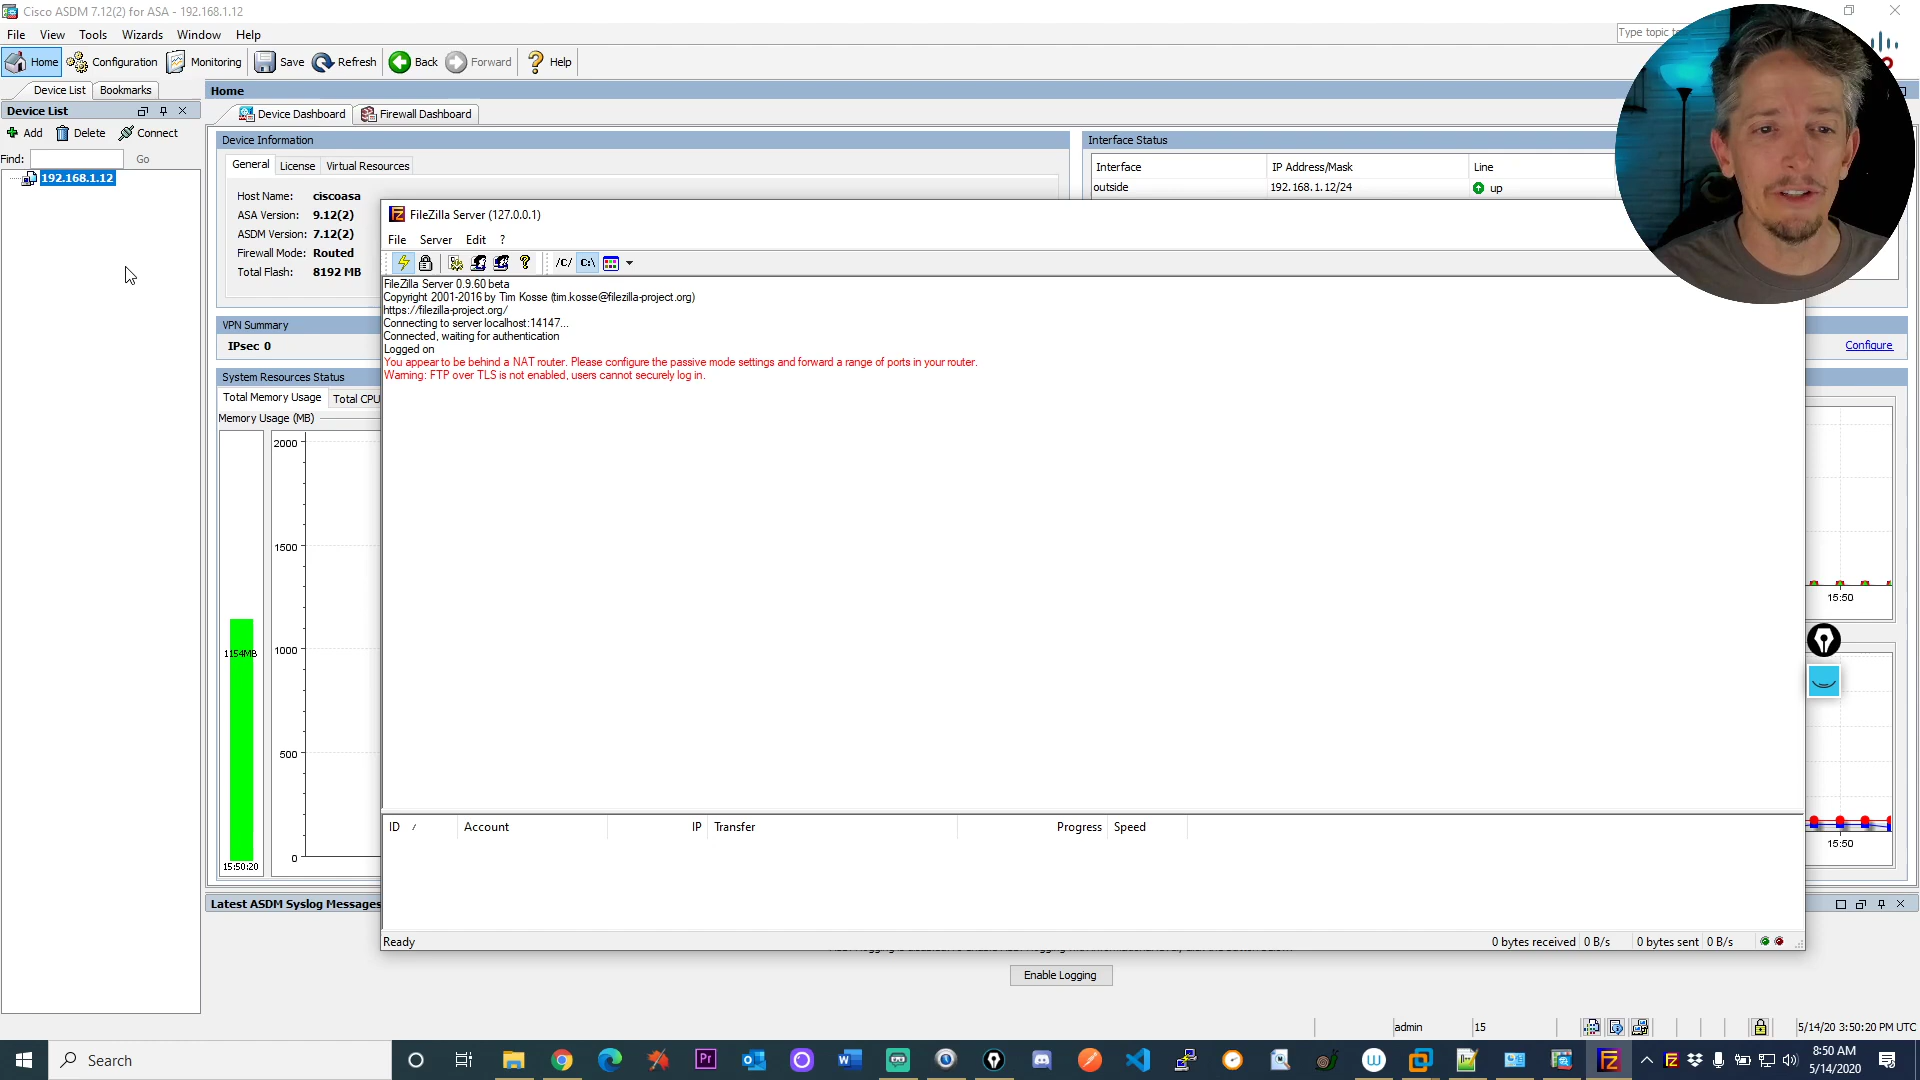 Cisco ASDM 7.12(2) for ASA - 192.168.1.12
File View Tools Wizards Window Help
Type topic
Home Configuration Monitoring Save Refresh Back Forward Help
Device List Bookmarks
Home
Device List
Device Dashboard Firewall Dashboard
Add Delete Connect
Device Information
Interface Status
Find: Go
General License Virtual Resources
Interface IP Address/Mask Line
192.168.1.12
outside 192.168.1.12/24 up
Host Name: ciscoasa
ASA Version: 9.12(2)
ASDM Version: 7.12(2)
Firewall Mode: Routed
Total Flash: 8192 MB
FileZilla Server (127.0.0.1)
File Server Edit ?
/C/ C:\
FileZilla Server 0.9.60 beta
Copyright 2001-2016 by Tim Kosse (tim.kosse@filezilla-project.org)
https://filezilla-project.org/
Connecting to server localhost:14147...
Connected, waiting for authentication
Logged on
You appear to be behind a NAT router. Please configure the passive mode settings and forward a range of ports in your router.
Warning: FTP over TLS is not enabled, users cannot securely log in.
VPN Summary
IPsec 0
Configure
System Resources Status
Total Memory Usage Total CPU
Memory Usage (MB)
2000
1500
1000
500
0
1154MB
15:50:20
15:50
15:50
ID / Account IP Transfer Progress Speed
Latest ASDM Syslog Messages
Ready 0 bytes received 0 B/s 0 bytes sent 0 B/s
Enable Logging
admin 15 5/14/20 3:50:20 PM UTC
Search
8:50 AM
5/14/2020